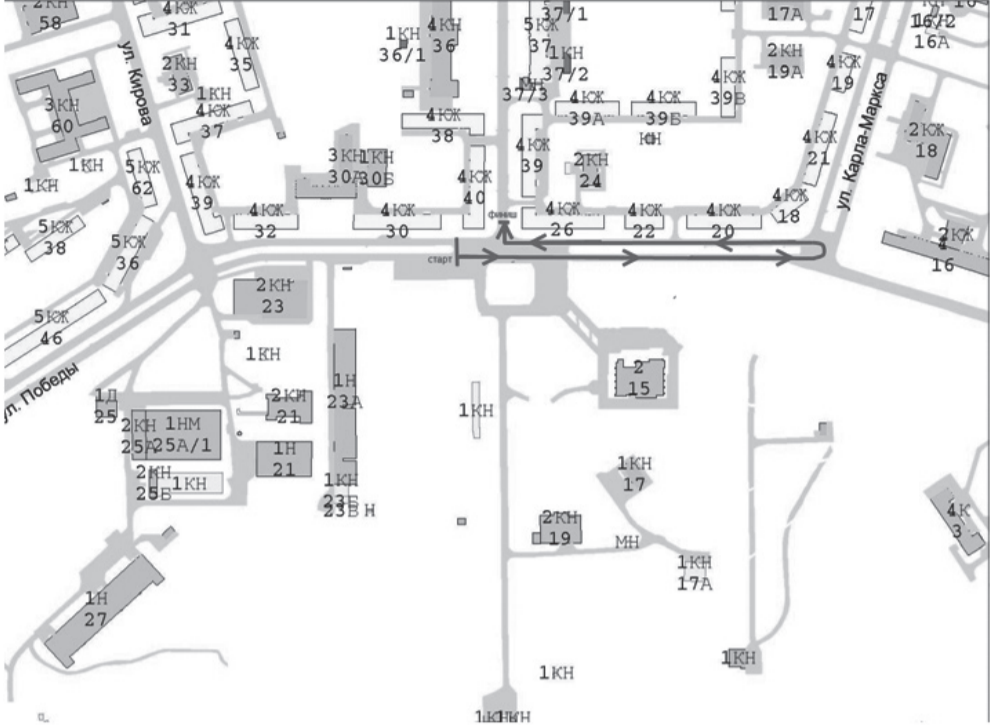 2КН
58
4КЖ
31
ул. Кирова
4КЖ
35
2КН
33
1КН
4КЖ
37
3КН
60
1КН
1КН
5КЖ
62
4КЖ
39
5КЖ
38
5КЖ
36
5КЖ
46
ул. Победы
1КН
36/1
4КН
36
4КЖ
38
3КН
30А
1КН
30Б
4КЖ
40
4КЖ
32
4КЖ
30
37/1
5КЖ
37
1КН
37/2
37/3
4КЖ
39А
4КЖ
39Б
4КЖ
39В
КН
4КЖ
39
2КН
24
17А
2КН
19А
17
4КЖ
19
16/2
16А
4КЖ
21
ул. Карла-Маркса
2КЖ
18
4КЖ
18
4КЖ
26
4КЖ
22
4КЖ
20
2КЖ
16
финиш
старт
2КН
23
1КН
1Н
23А
2КН
21
1Н
21
1КН
23Б
23В Н
1Л
25
2КН
25А
1НМ
25А/1
2КН
25В
1КН
1Н
27
1КН
2
15
1КН
17
2КН
19
МН
1КН
17А
4К
3
1КН
1КН